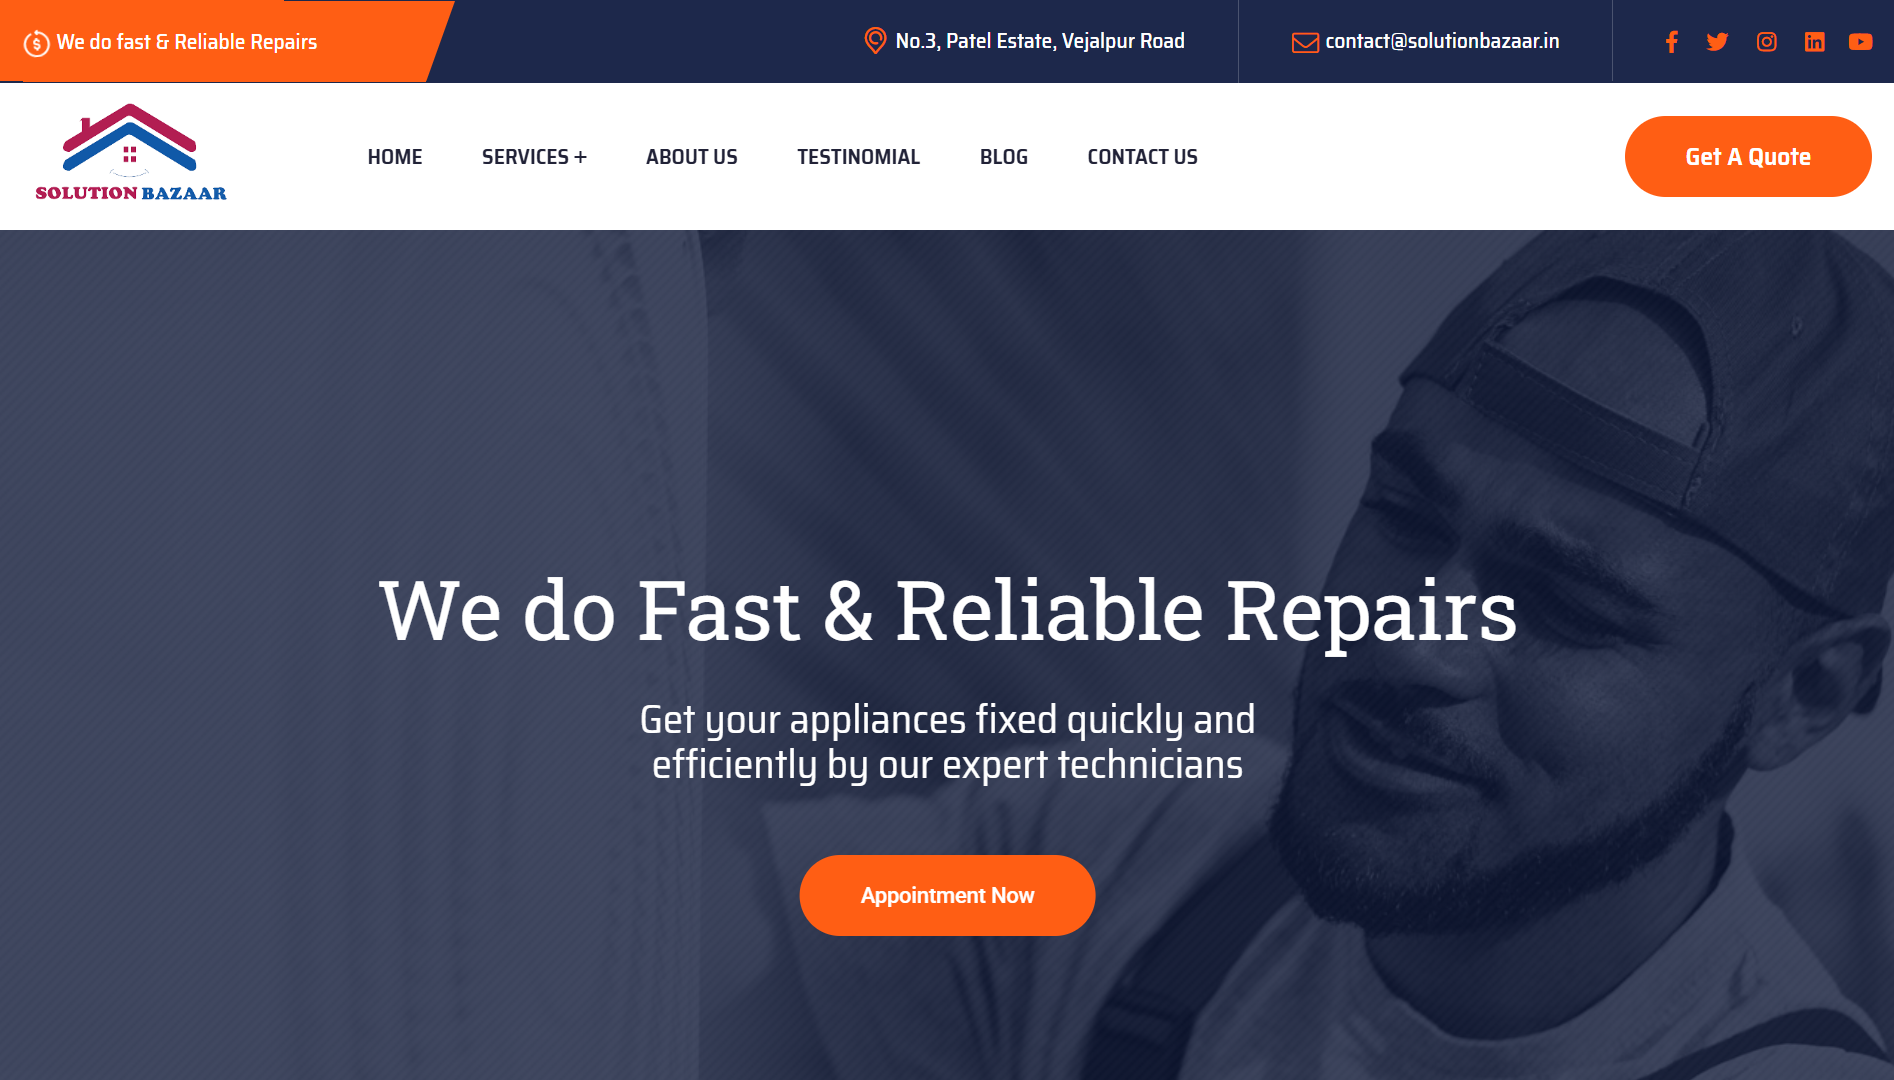 We do fast & Reliable Repairs
No.3, Patel Estate, Vejalpur Road
contact@solutionbazaar.in
SOLUTION BAZAAR
HOME
SERVICES +
ABOUT US
TESTINOMIAL
BLOG
CONTACT US
Get A Quote
We do Fast & Reliable Repairs
Get your appliances fixed quickly and
efficiently by our expert technicians
Appointment Now